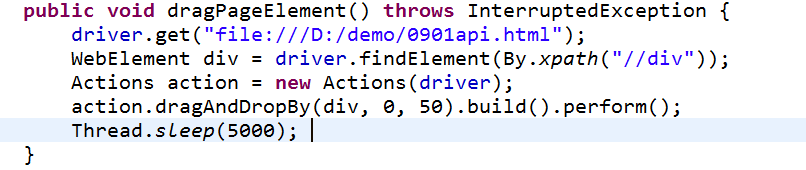 public void dragPageElement() throws InterruptedException {
    driver.get("file:///D:/demo/0901api.html");
    WebElement div = driver.findElement(By.xpath("//div"));
    Actions action = new Actions(driver);
    action.dragAndDropBy(div, 0, 50).build().perform();
    Thread.sleep(5000);
}